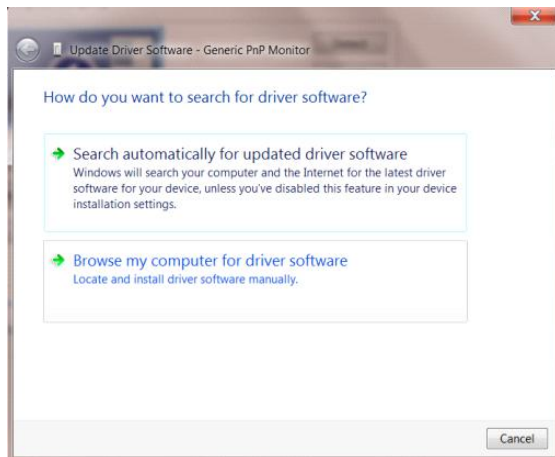 Update Driver Software - Generic PnP Monitor
How do you want to search for driver software?
Search automatically for updated driver software
Windows will search your computer and the Internet for the latest driver
software for your device, unless you've disabled this feature in your device
installation settings.
Browse my computer for driver software
Locate and install driver software manually.
Cancel